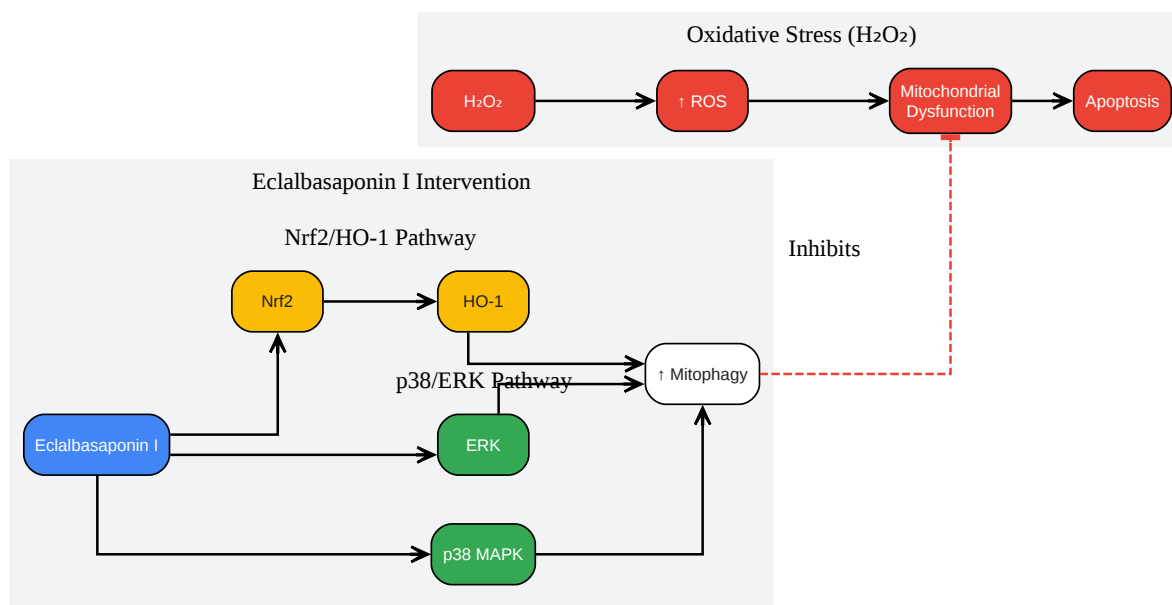 Oxidative Stress (H₂O₂)
H₂O₂
↑ ROS
Mitochondrial
Dysfunction
Apoptosis
Eclalbasaponin I Intervention
Nrf2/HO-1 Pathway
Inhibits
Nrf2
HO-1
p38/ERK Pathway
↑ Mitophagy
Eclalbasaponin I
ERK
p38 MAPK